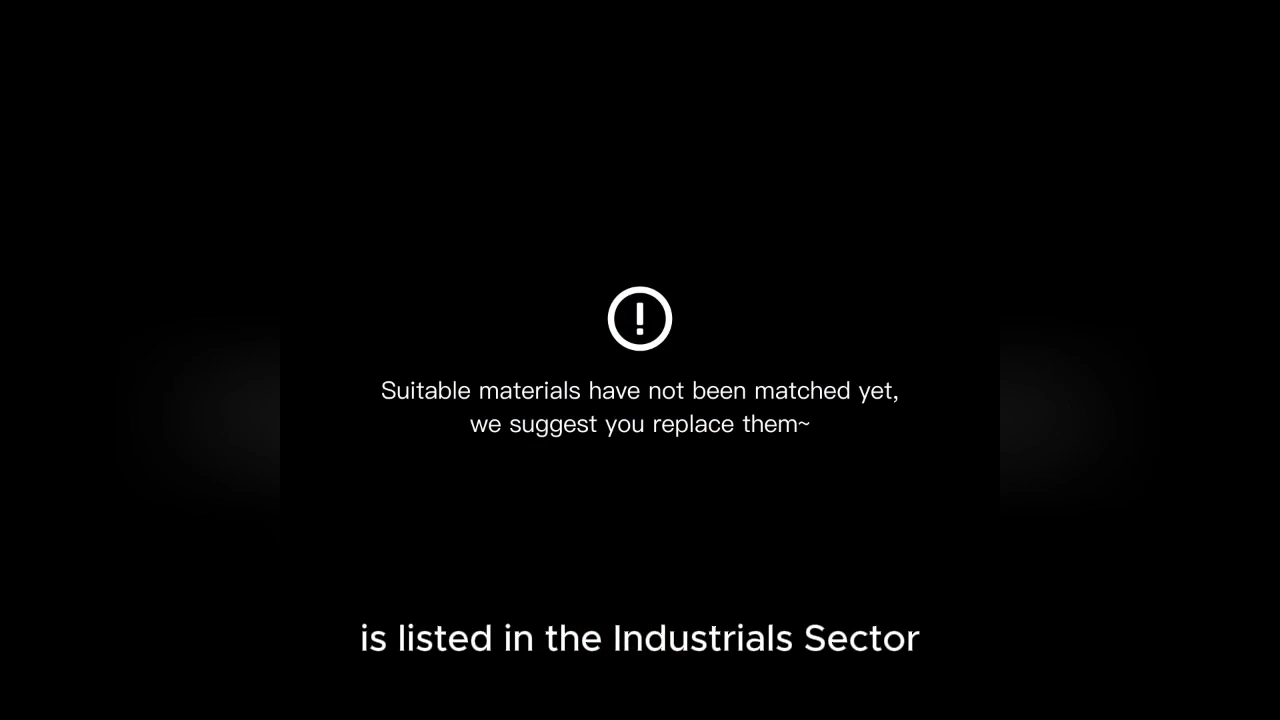 Suitable materials have not been matched yet,
we suggest you replace them~
is listed in the Industrials Sector